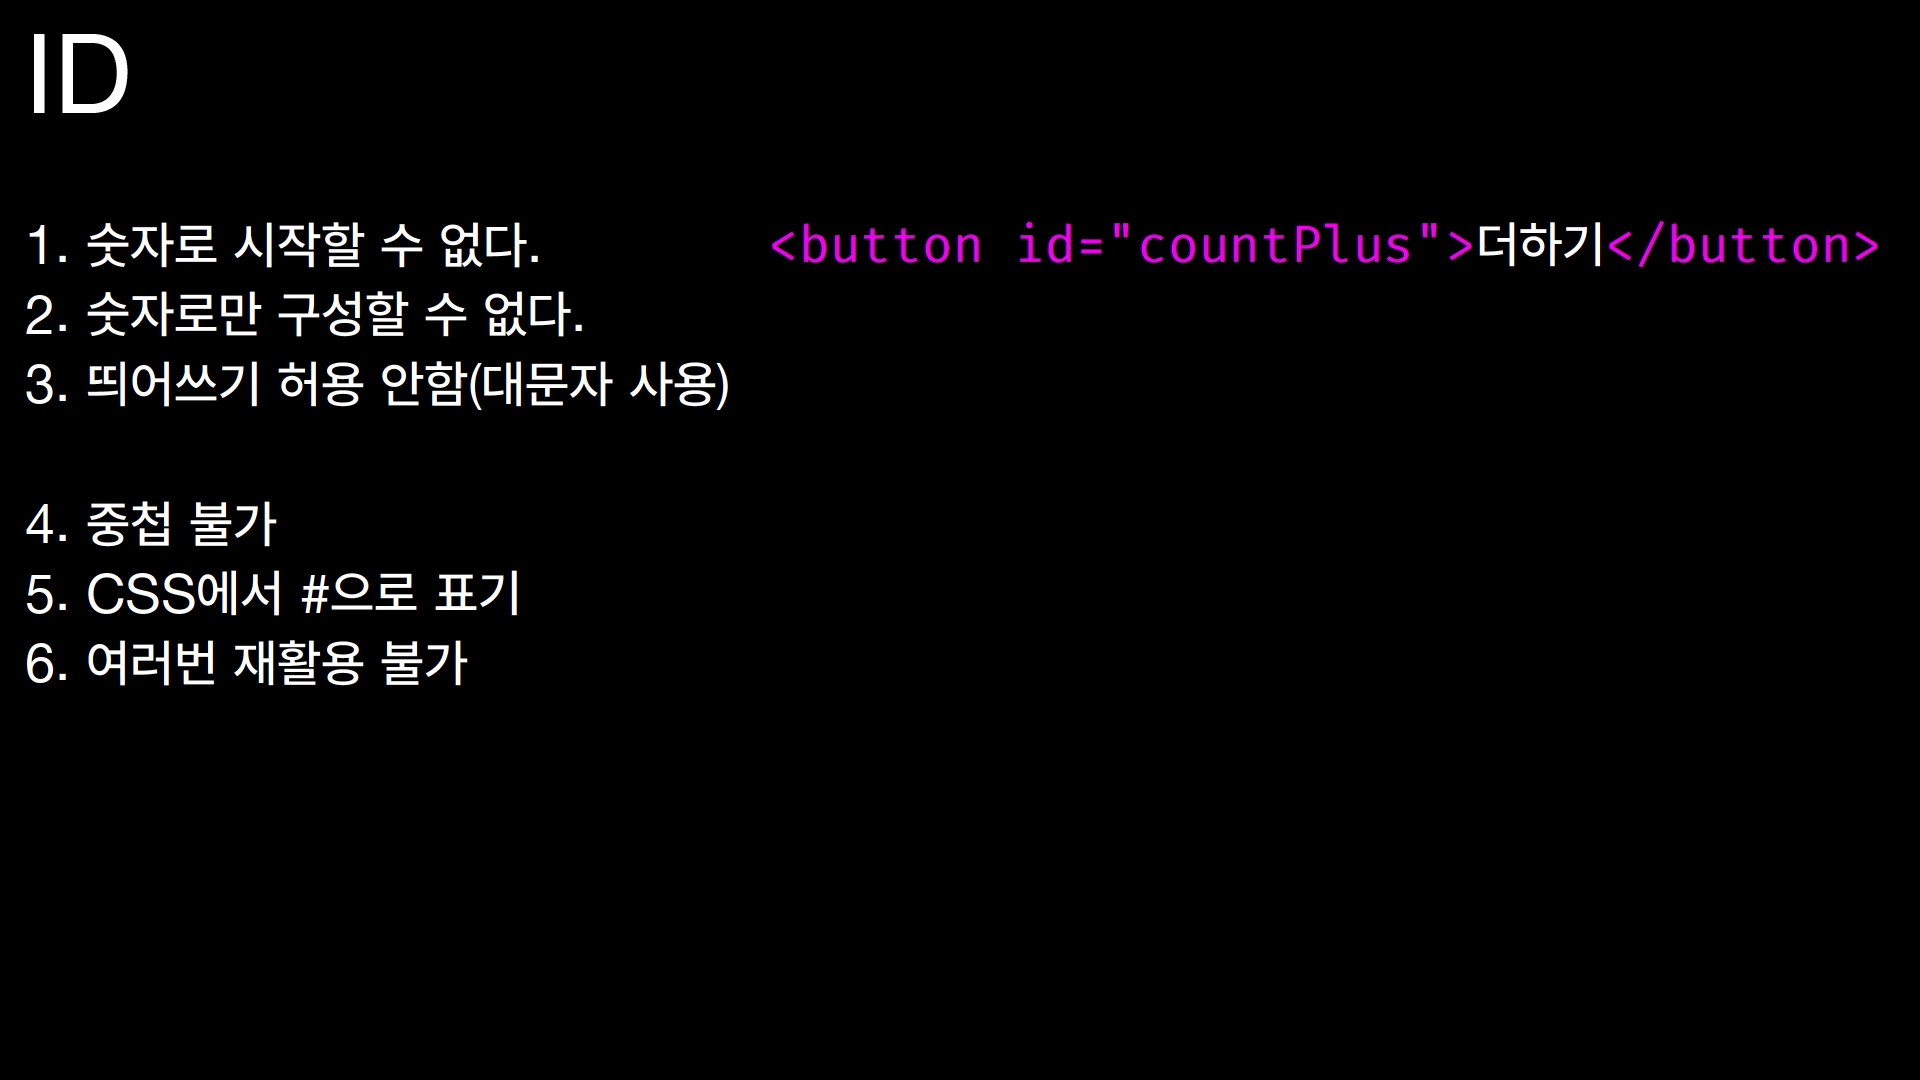 ID
1. 숫자로 시작할 수 없다.
<button id="countPlus">더하기</button>
2. 숫자로만 구성할 수 없다.
3. 띄어쓰기 허용 안함(대문자 사용)
4. 중첩 불가
5. CSS에서 #으로 표기
6. 여러번 재활용 불가